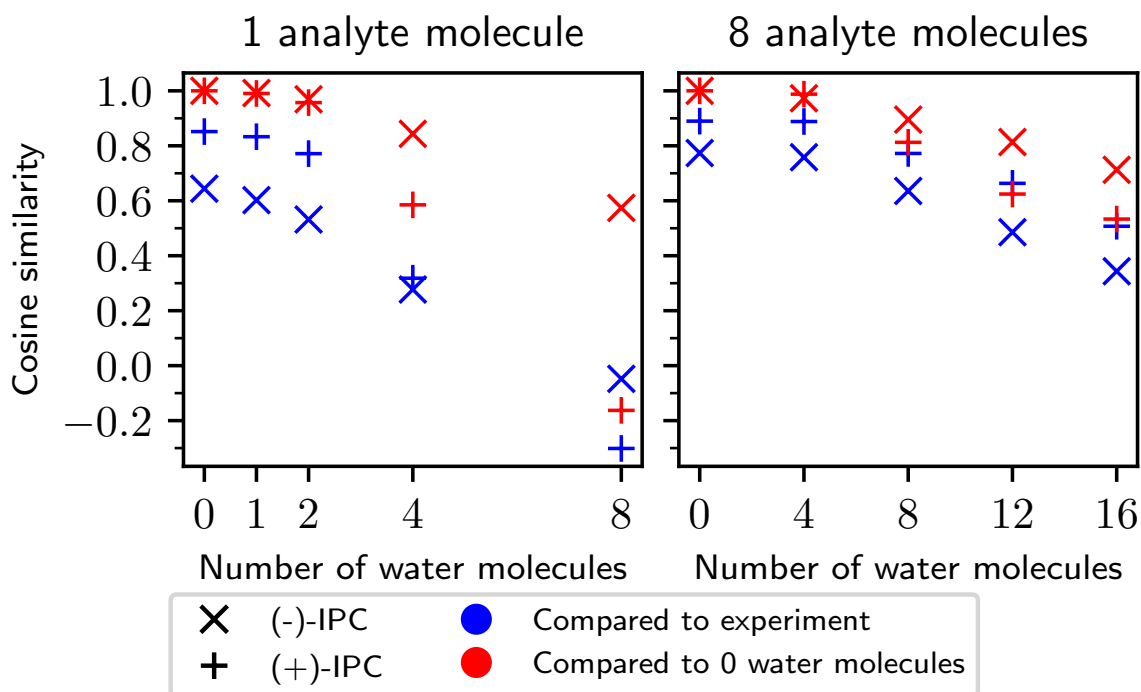 1 analyte molecule
8 analyte molecules
Cosine similarity
1.0
0.8
0.6
0.4
0.2
0.0
−0.2
0 1 2 4 8
0 4 8 12 16
Number of water molecules
Number of water molecules
(-)-IPC
Compared to experiment
(+)-IPC
Compared to 0 water molecules